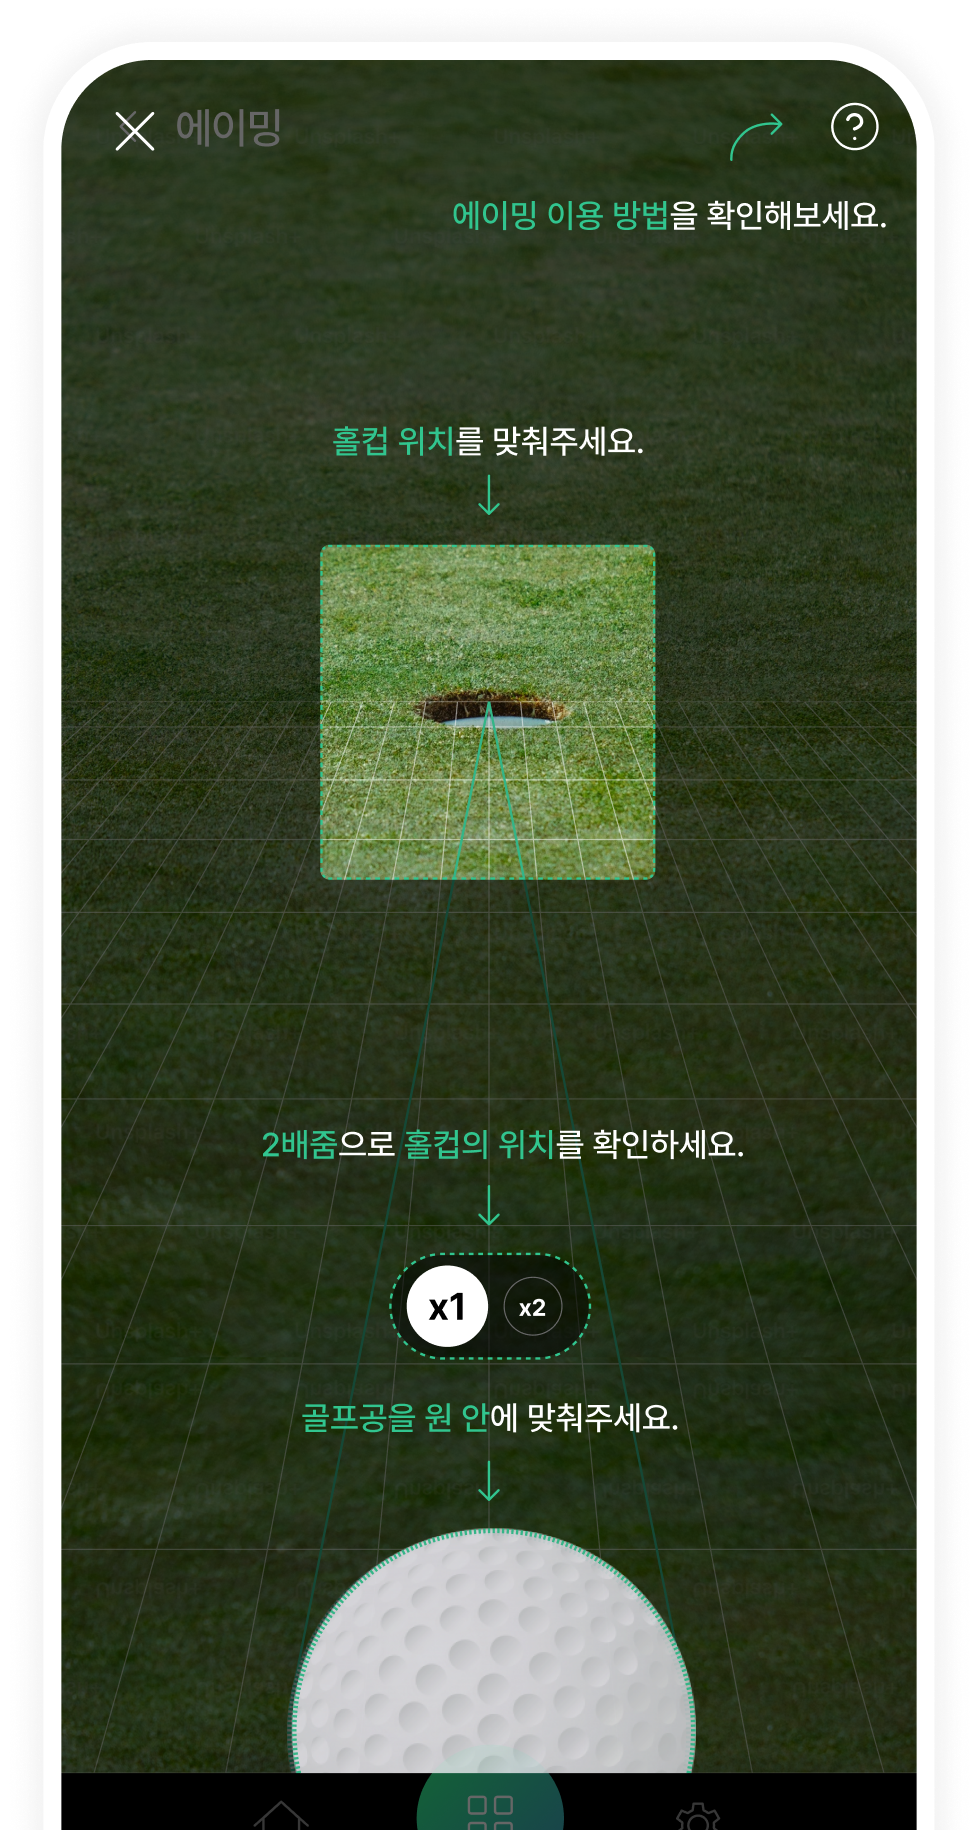 에이밍
에이밍 이용 방법을 확인해보세요.
홀컵 위치를 맞춰주세요.
2배줌으로 홀컵의 위치를 확인하세요.
x1 x2
골프공을 원 안에 맞춰주세요.